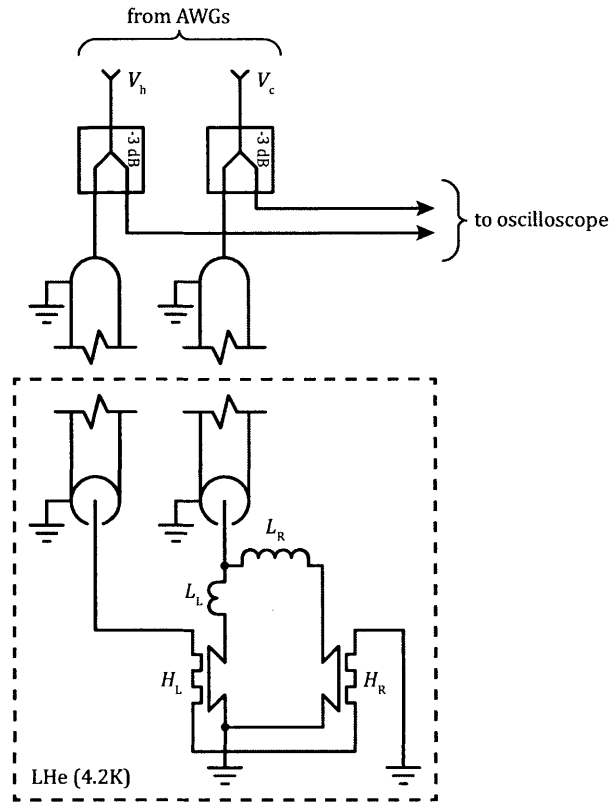 from AWGs
V_h
V_c
-3 dB
-3 dB
to oscilloscope
L_R
L_L
H_L
H_R
LHe (4.2K)